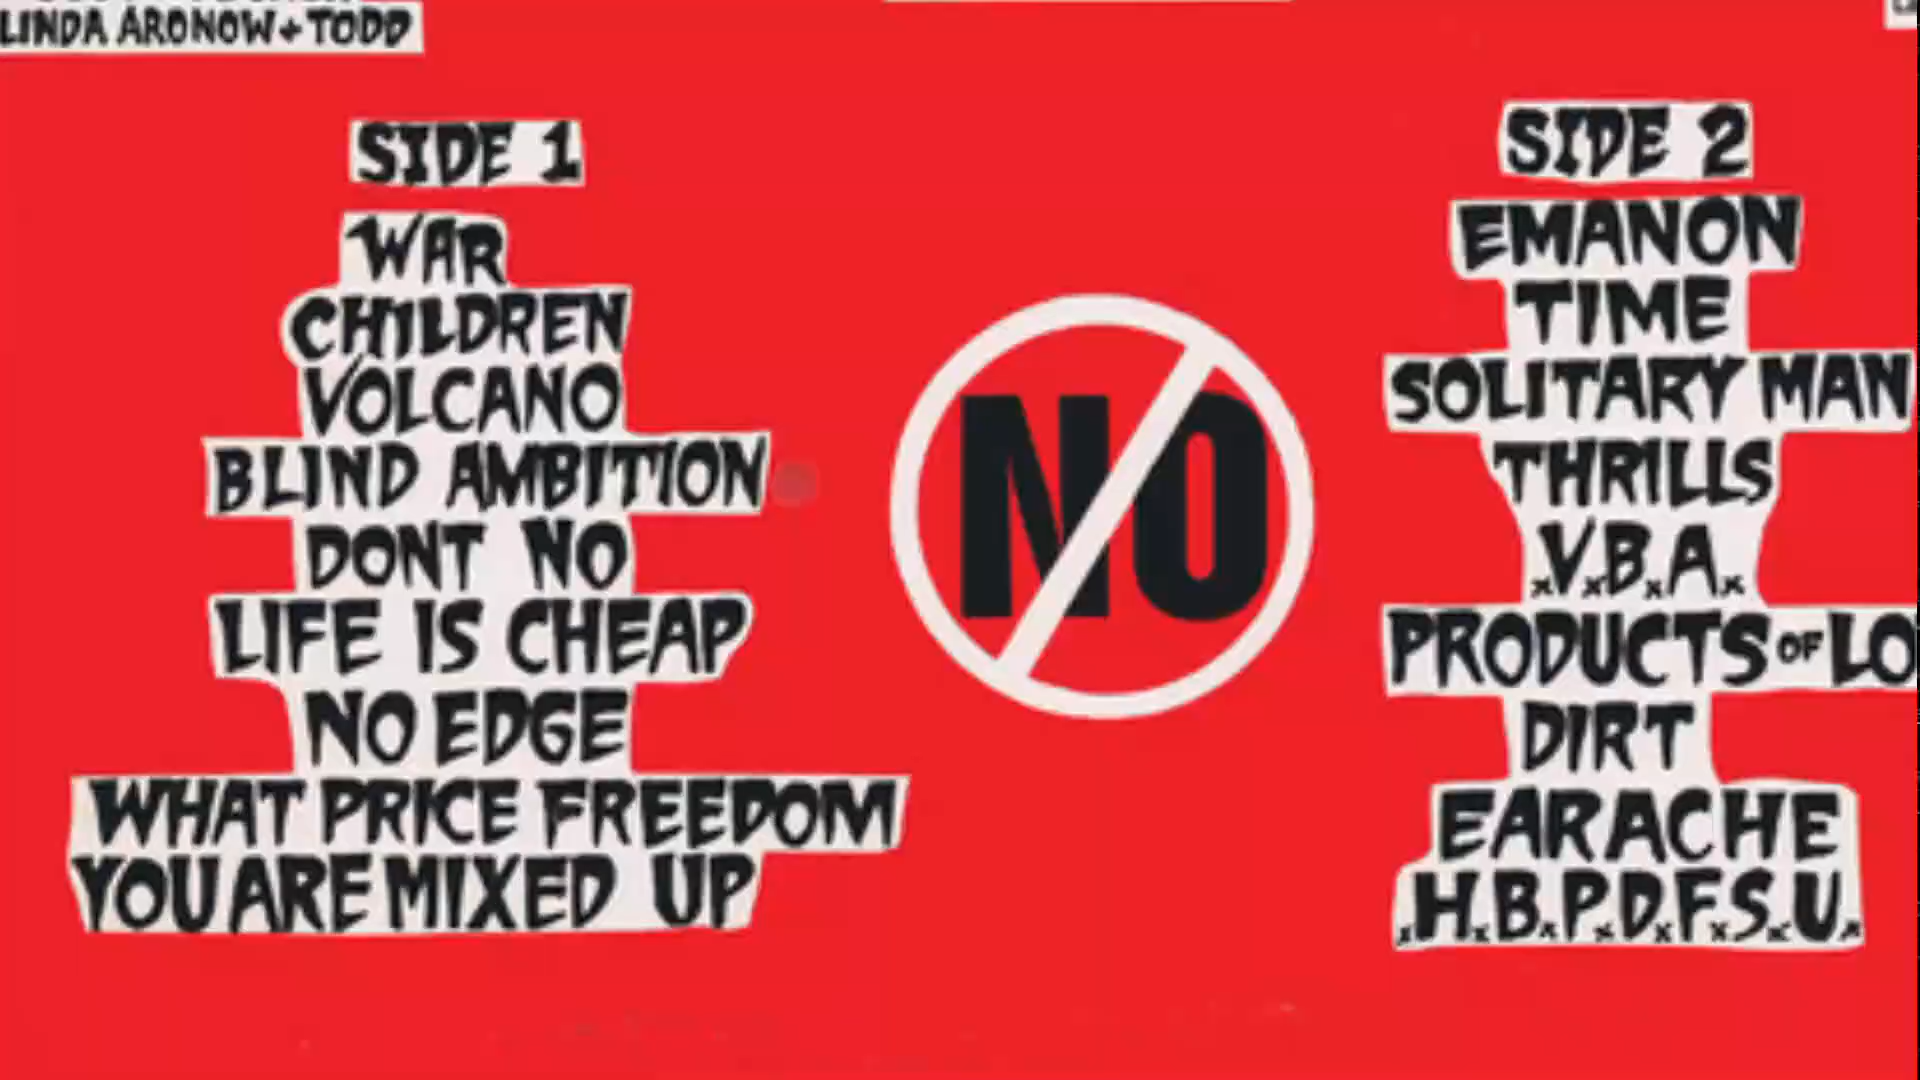 LINDA ARONOW + TODD
SIDE 1
WAR
CHILDREN
VOLCANO
BLIND AMBITION
DONT NO
LIFE IS CHEAP
NO EDGE
WHAT PRICE FREEDOM
YOU ARE MIXED UP
NO
SIDE 2
EMANON
TIME
SOLITARY MAN
THRILLS
.V.B.A.
PRODUCTS OF LO
DIRT
EARACHE
.H.B.P.D.F.S.U.